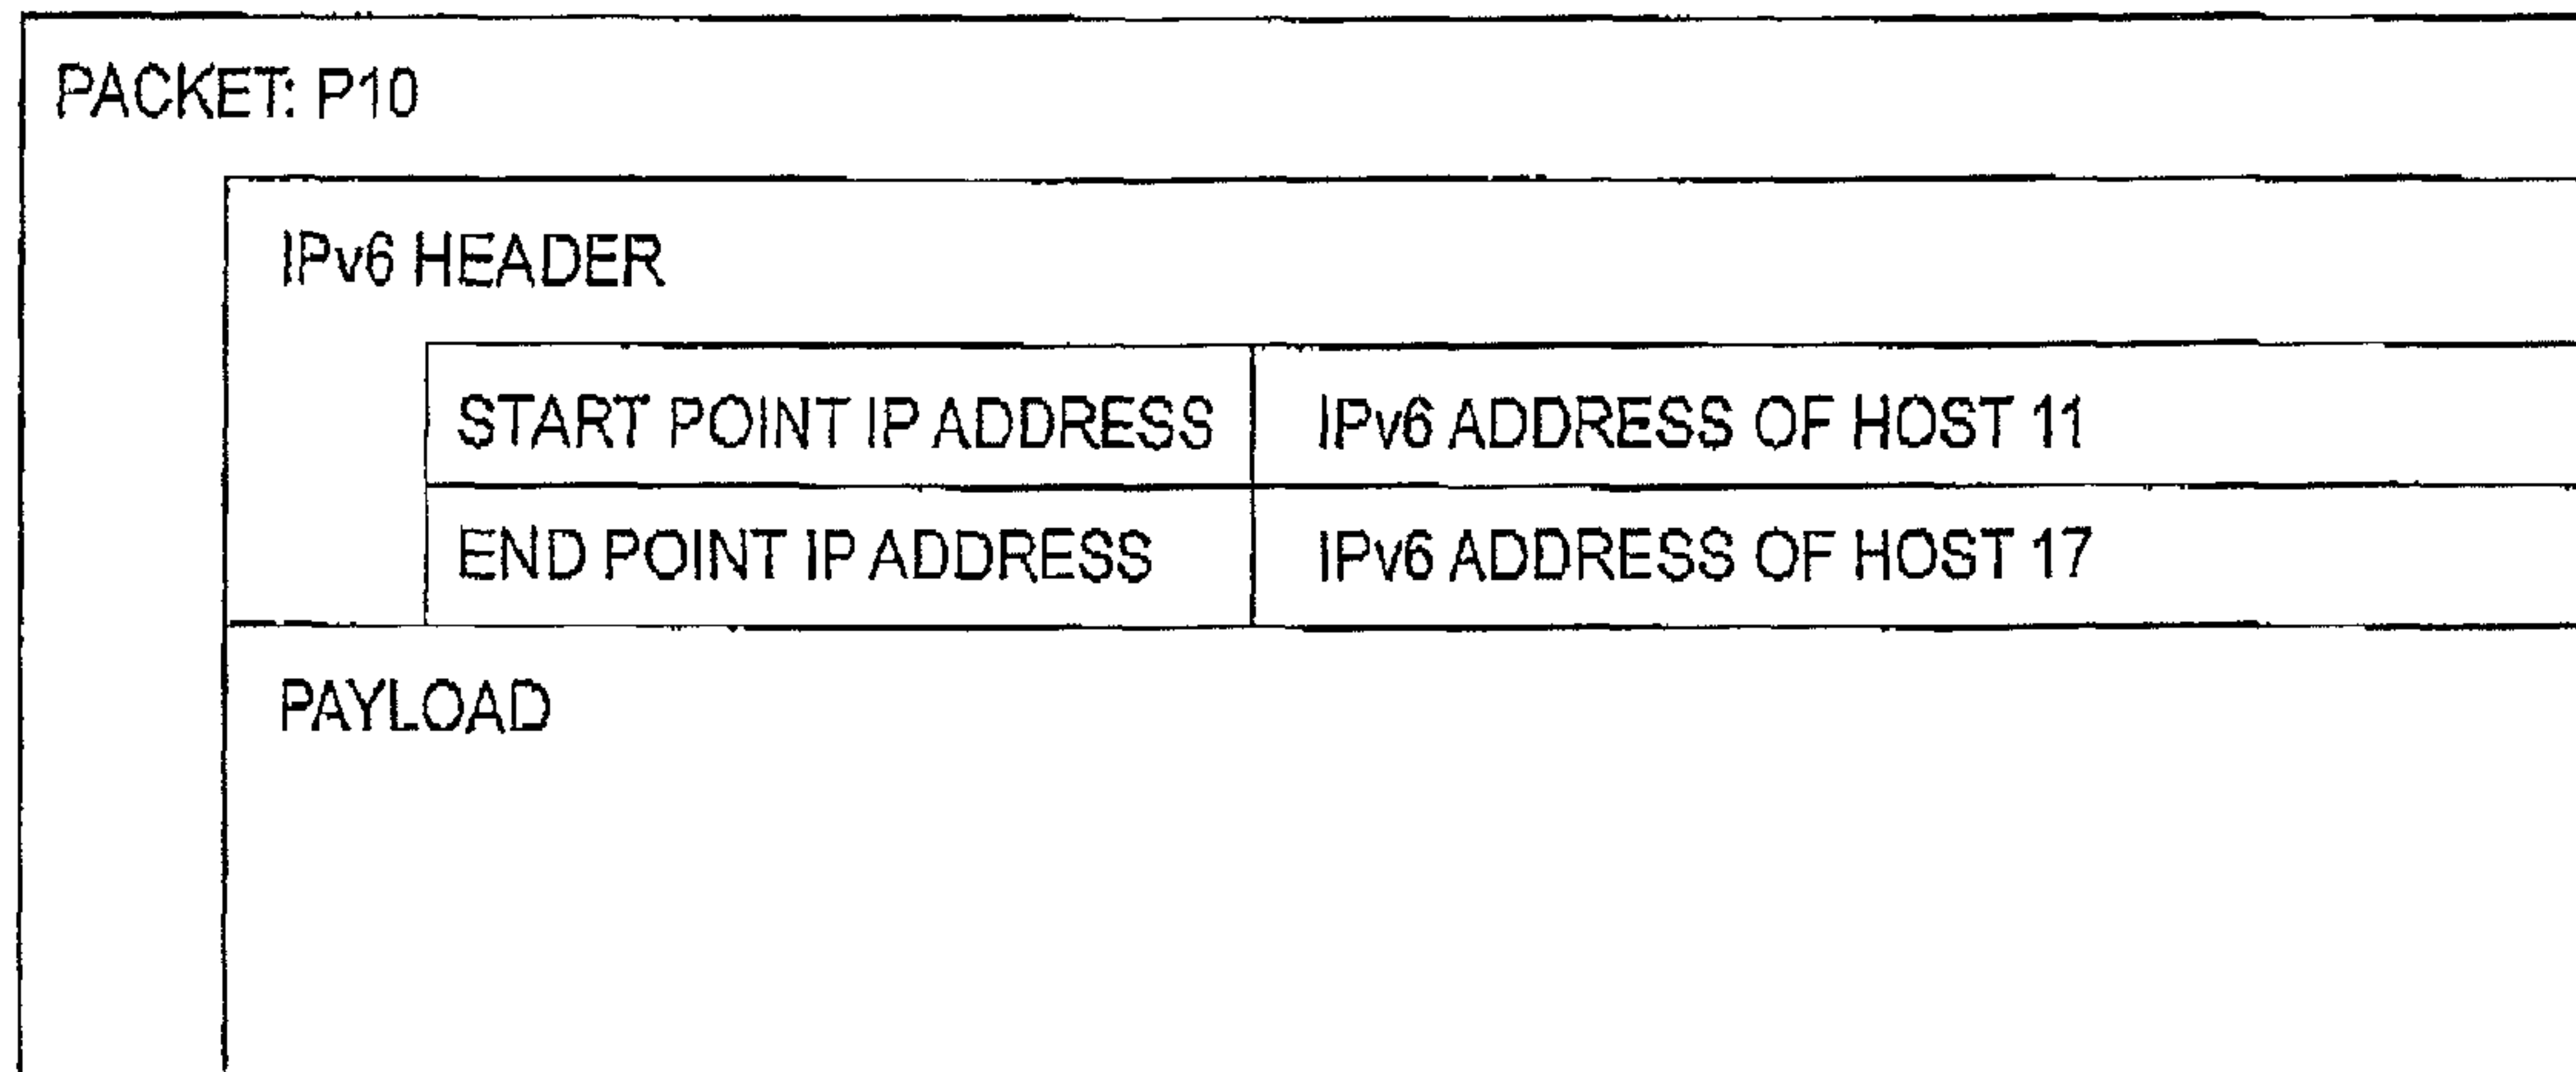 PACKET: P10
IPv6 HEADER
START POINT IP ADDRESS IPv6 ADDRESS OF HOST 11
END POINT IP ADDRESS IPv6 ADDRESS OF HOST 17
PAYLOAD